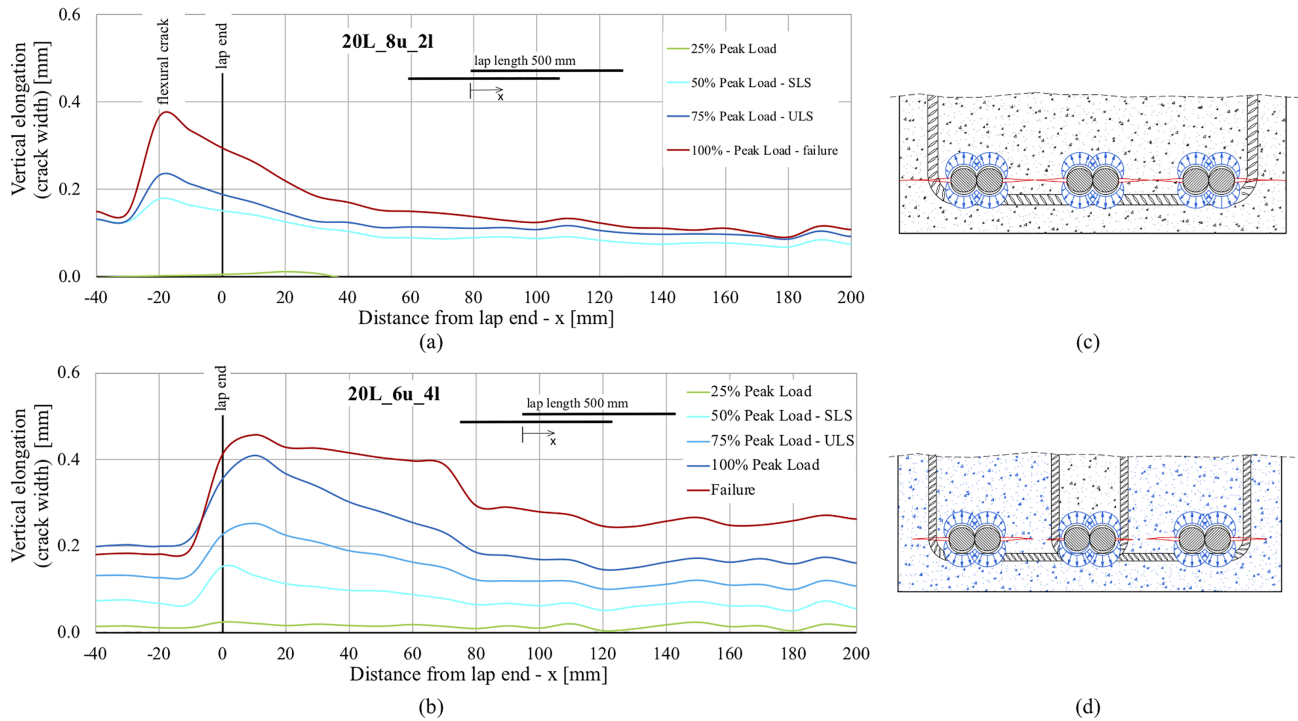 0.6
0.4
0.2
0.0
Vertical elongation
(crack width) [mm]
flexural crack
lap end
20L_8u_2l
lap length 500 mm
x
25% Peak Load
50% Peak Load - SLS
75% Peak Load - ULS
100% - Peak Load - failure
-40 -20 0 20 40 60 80 100 120 140 160 180 200
Distance from lap end - x [mm]
(a)
(c)
0.6
0.4
0.2
0.0
Vertical elongation
(crack width) [mm]
lap end
20L_6u_4l
lap length 500 mm
x
25% Peak Load
50% Peak Load - SLS
75% Peak Load - ULS
100% Peak Load
Failure
-40 -20 0 20 40 60 80 100 120 140 160 180 200
Distance from lap end - x [mm]
(b)
(d)